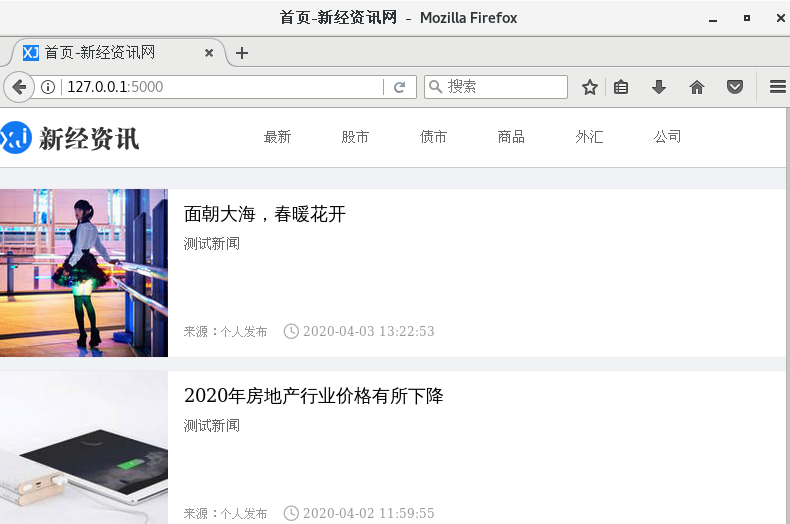 首页-新经资讯网 - Mozilla Firefox
XJ 首页-新经资讯网
127.0.0.1:5000
搜索
XJ 新经资讯 最新 股市 债市 商品 外汇 公司
面朝大海，春暖花开
测试新闻
来源：个人发布 2020-04-03 13:22:53
2020年房地产行业价格有所下降
测试新闻
来源：个人发布 2020-04-02 11:59:55